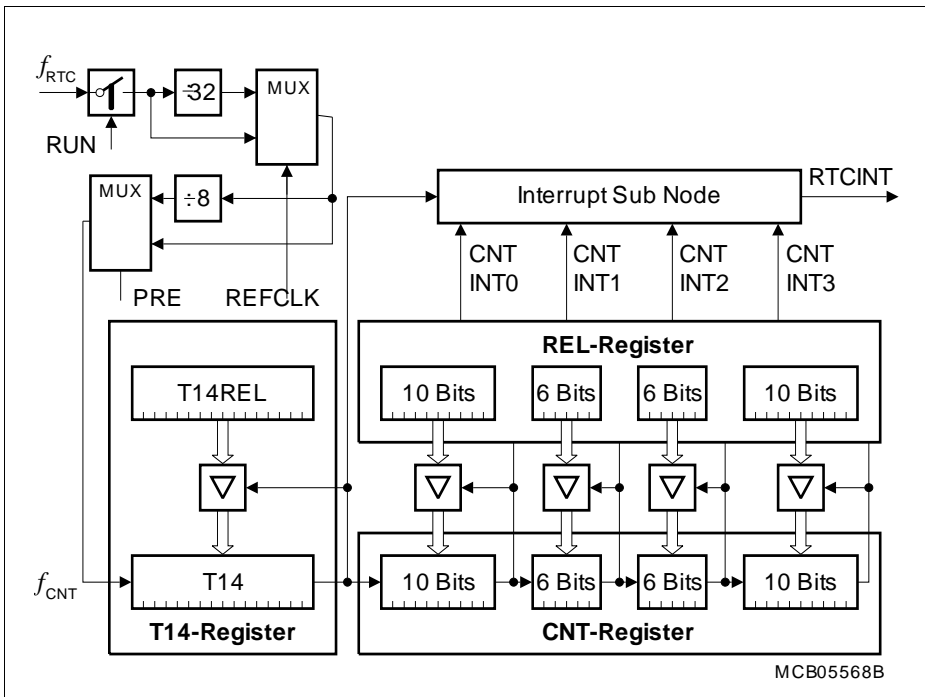 fRTC
÷32
MUX
RUN
MUX
÷8
Interrupt Sub Node
RTCINT
CNT
INT0
CNT
INT1
CNT
INT2
CNT
INT3
PRE
REFCLK
REL-Register
T14REL
10 Bits
6 Bits
6 Bits
10 Bits
fCNT
T14
10 Bits
6 Bits
6 Bits
10 Bits
T14-Register
CNT-Register
MCB05568B